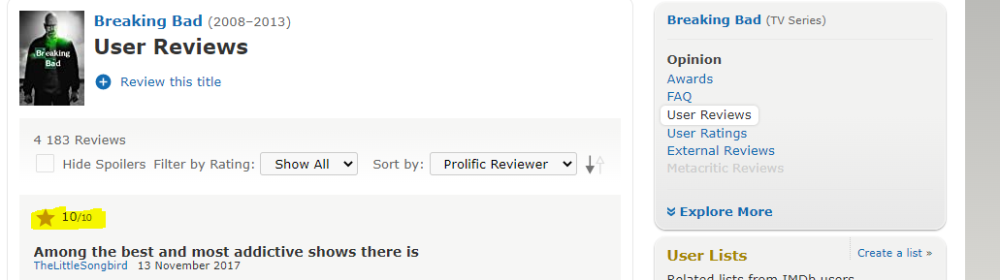 Breaking Bad (2008–2013)
User Reviews
Breaking
Bad
Review this title
4 183 Reviews
Hide Spoilers Filter by Rating: Show All Sort by: Prolific Reviewer
10/10
Among the best and most addictive shows there is
TheLittleSongbird 13 November 2017
Breaking Bad (TV Series)
Opinion
Awards
FAQ
User Reviews
User Ratings
External Reviews
Metacritic Reviews
Explore More
User Lists
Create a list »
Related lists from IMDb users